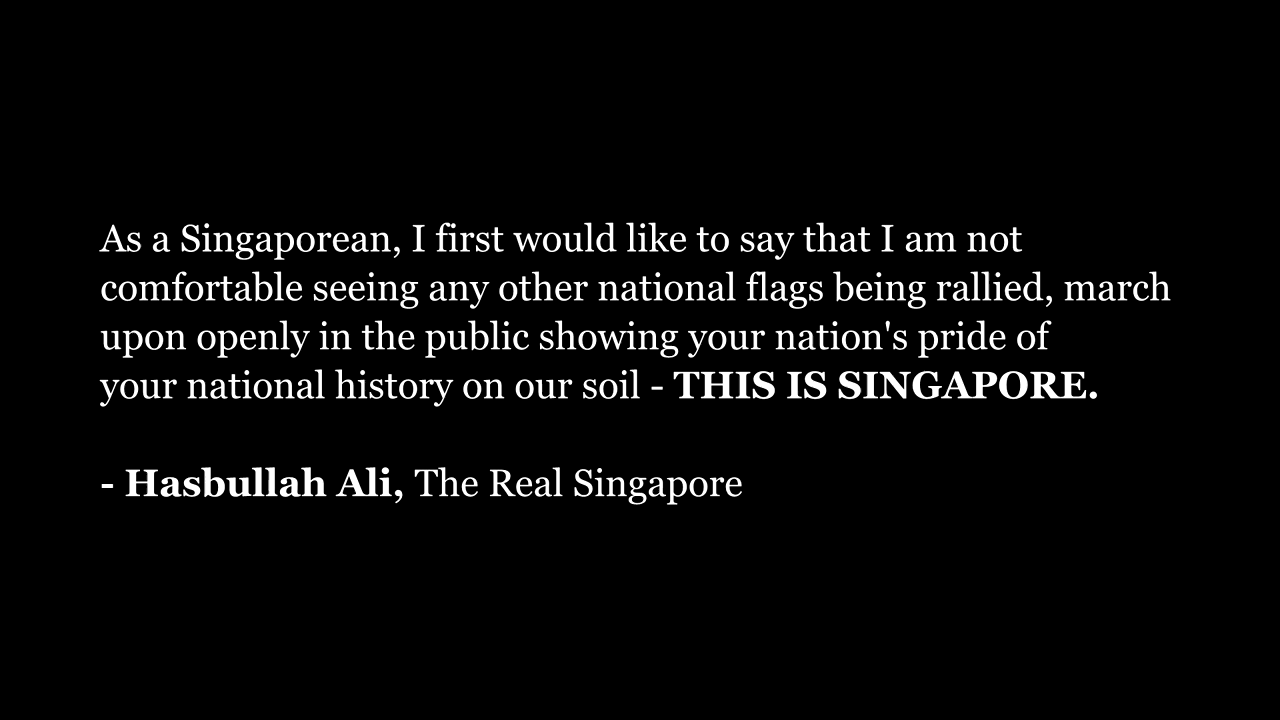 As a Singaporean, I first would like to say that I am not
comfortable seeing any other national flags being rallied, march
upon openly in the public showing your nation's pride of
your national history on our soil - THIS IS SINGAPORE.
- Hasbullah Ali, The Real Singapore